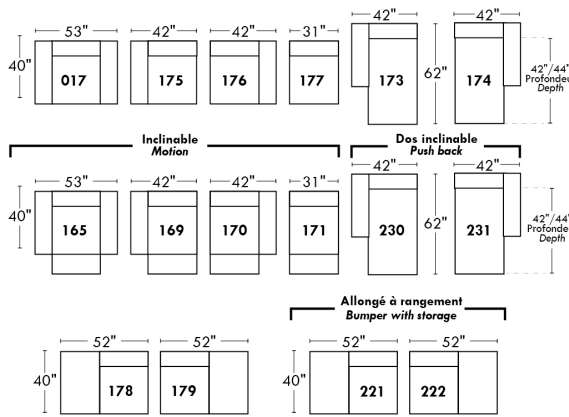 53" 42" 42" 31" 42" 42"
40" 017 175 176 177 173 62" 174 42"/44"
Profondeu
Depth
Inclinable
Motion
Dos inclinable
Push back
53" 42" 42" 31" 42" 42"
40" 165 169 170 171 230 62" 231 42"/44"
Profondeu
Depth
Allongé à rangement
Bumper with storage
52" 52" 52" 52"
40" 178 179 40" 221 222